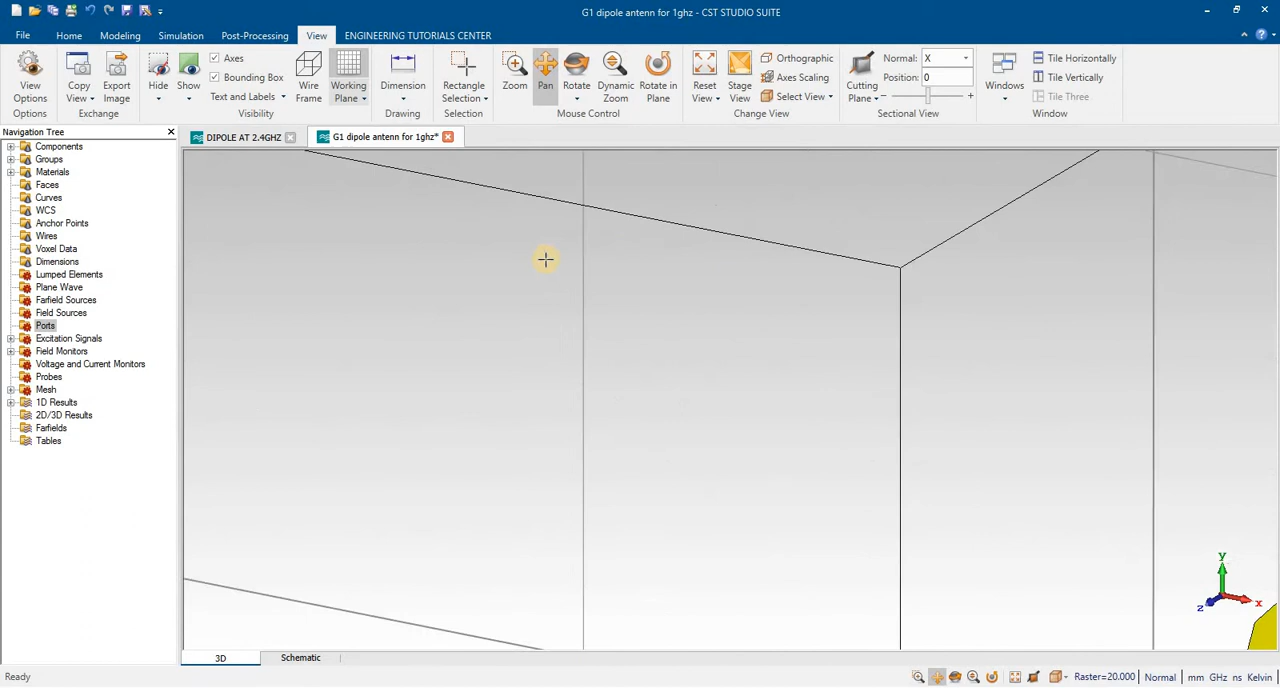 G1 dipole antenn for 1ghz - CST STUDIO SUITE
File Home Modeling Simulation Post-Processing View ENGINEERING TUTORIALS CENTER
View Options
Copy View
Export Image
Hide
Show
Axes
Bounding Box
Text and Labels
Wire Frame
Working Plane
Dimension
Rectangle Selection
Zoom
Pan
Rotate
Dynamic Zoom
Rotate in Plane
Reset View
Stage View
Orthographic
Axes Scaling
Select View
Cutting Plane
Normal: X
Position: 0
Windows
Tile Horizontally
Tile Vertically
Tile Three
Options Exchange Visibility Drawing Selection Mouse Control Change View Sectional View Window
Navigation Tree
DIPOLE AT 2.4GHZ
G1 dipole antenn for 1ghz*
Components
Groups
Materials
Faces
Curves
WCS
Anchor Points
Wires
Voxel Data
Dimensions
Lumped Elements
Plane Wave
Farfield Sources
Field Sources
Ports
Excitation Signals
Field Monitors
Voltage and Current Monitors
Probes
Mesh
1D Results
2D/3D Results
Farfields
Tables
y
z
x
3D Schematic
Ready
Raster=20.000 Normal mm GHz ns Kelvin